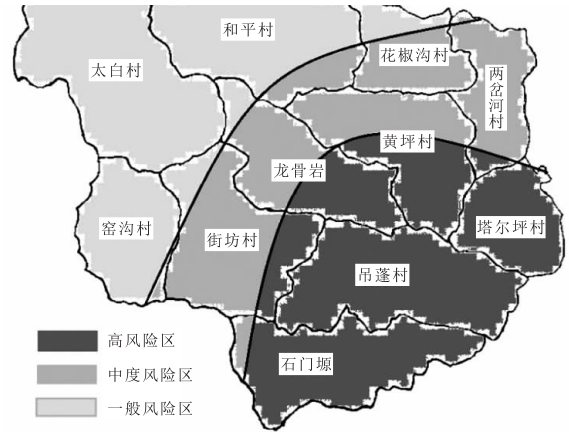 和平村
花椒沟村
太白村
两岔河村
黄坪村
龙骨岩
塔尔坪村
窑沟村
街坊村
吊蓬村
石门塬
高风险区
中度风险区
一般风险区